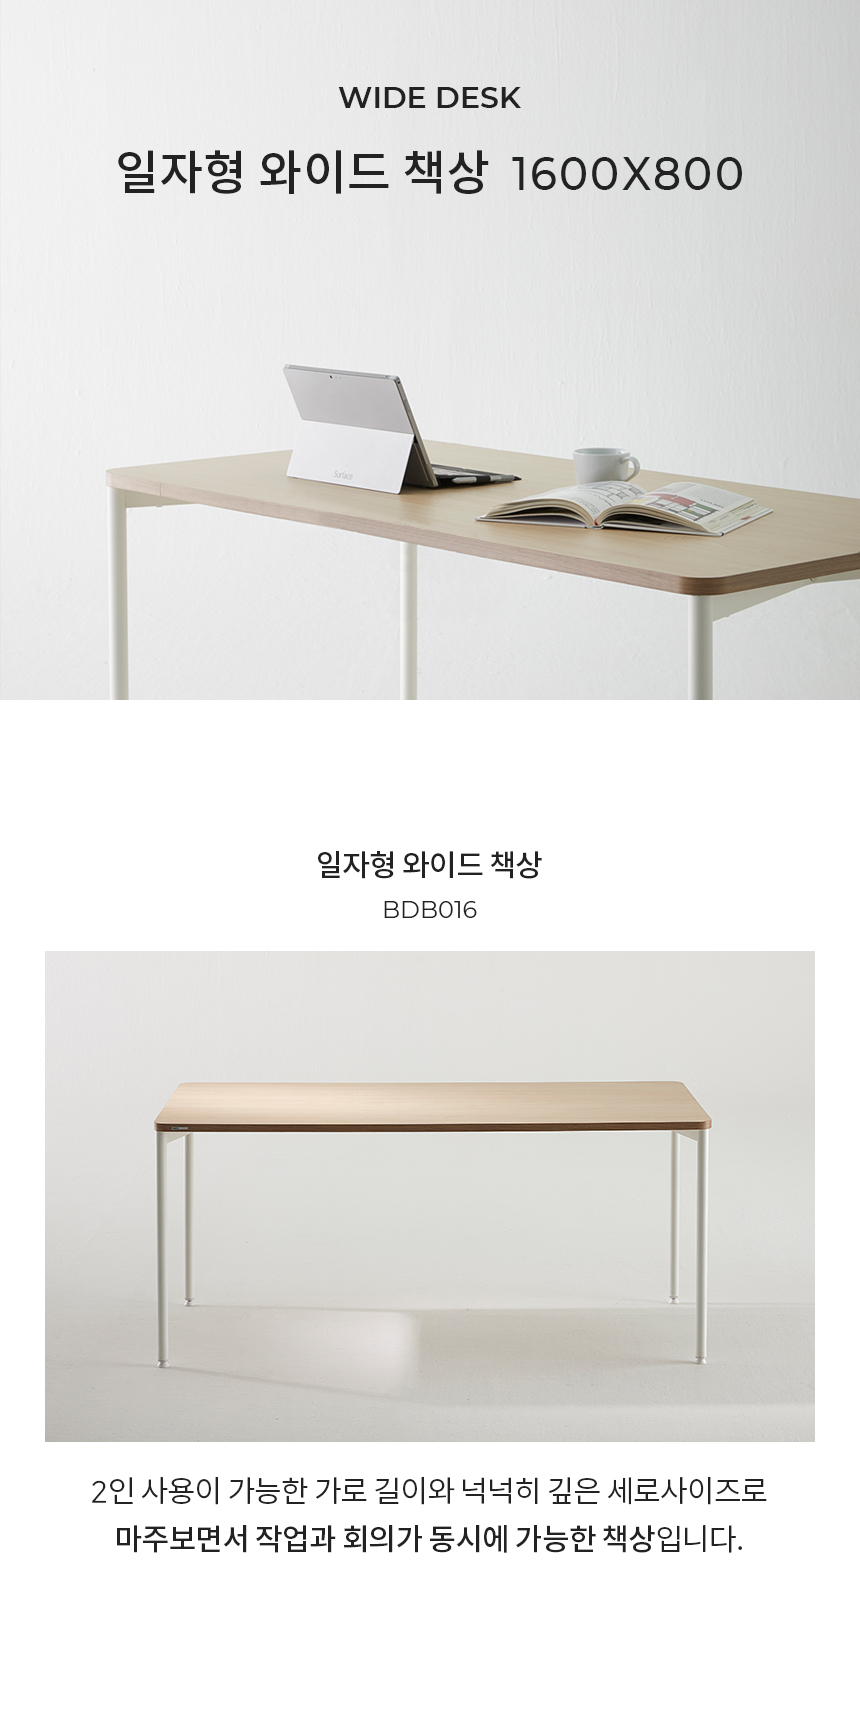 WIDE DESK
일자형 와이드 책상 1600X800
Surface
일자형 와이드 책상
BDB016
2인 사용이 가능한 가로 길이와 넉넉히 깊은 세로사이즈로
마주보면서 작업과 회의가 동시에 가능한 책상입니다.